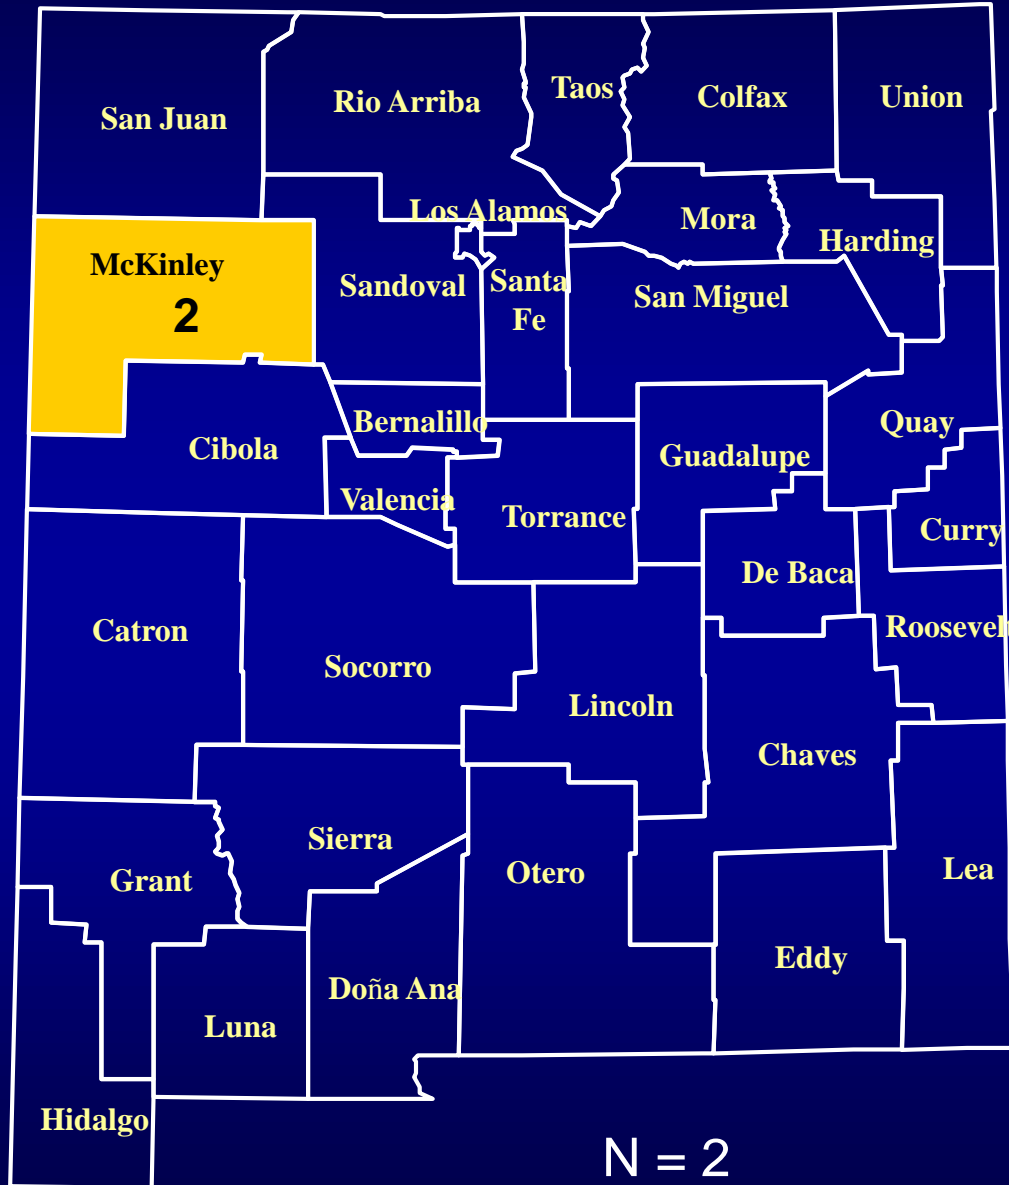 San Juan
Rio Arriba
Taos
Colfax
Union
Los Alamos
Mora
Harding
McKinley
2
Sandoval
Santa
Fe
San Miguel
Bernalillo
Cibola
Guadalupe
Quay
Valencia
Torrance
Curry
De Baca
Catron
Roosevelt
Socorro
Lincoln
Chaves
Sierra
Grant
Otero
Lea
Eddy
Doña Ana
Luna
Hidalgo
N = 2